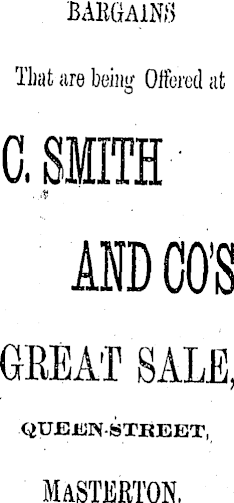 BARGAINS
That are being Offered at
C. SMITH
AND CO'S
GREAT SALE,
QUEEN-STREET,
MASTERTON.